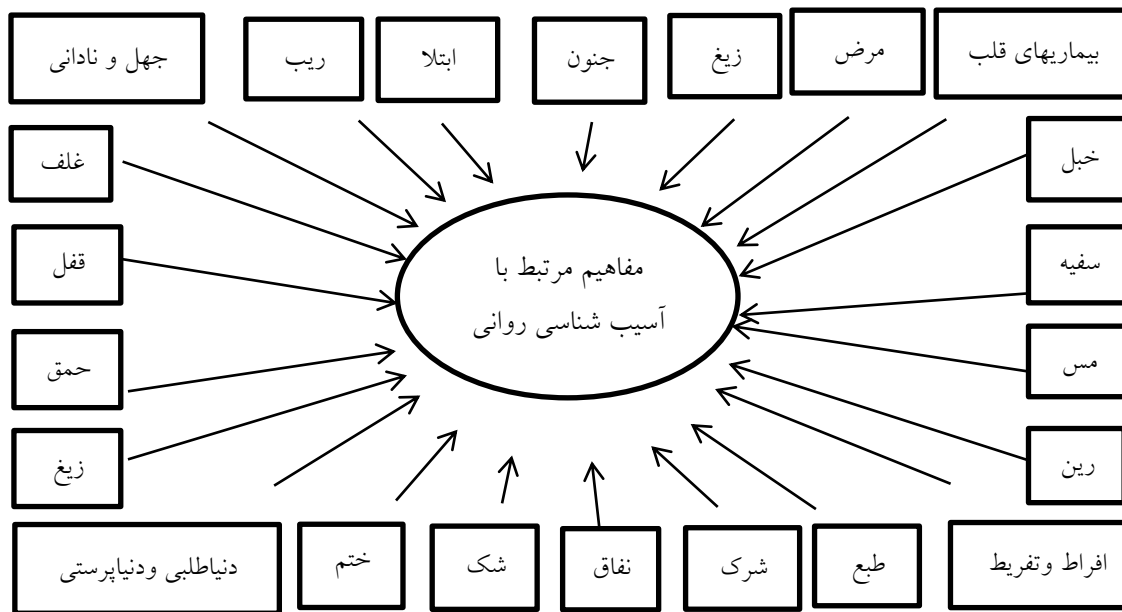 بیماریهای قلب
مرض
زیغ
جنون
ابتلا
ریب
جهل و نادانی
خبل
غلف
سفیه
قفل
مفاهیم مرتبط با
آسیب شناسی روانی
مس
حمق
رین
زیغ
افراط وتفریط
طبع
شرک
نفاق
شک
ختم
دنیاطلبی ودنیاپرستی